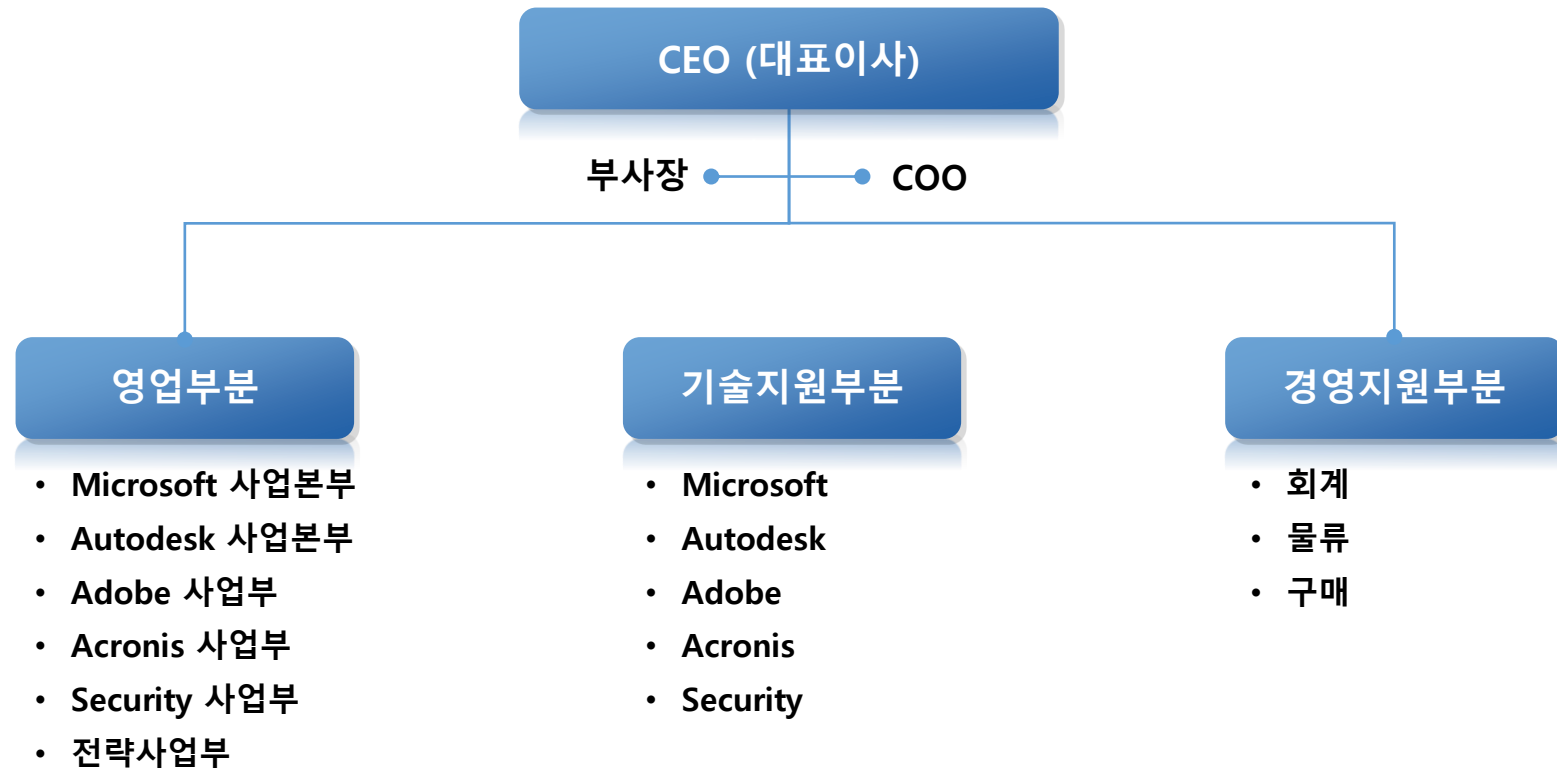 CEO (대표이사)
부사장
COO
영업부분
• Microsoft 사업본부
• Autodesk 사업본부
• Adobe 사업부
• Acronis 사업부
• Security 사업부
• 전략사업부
기술지원부분
• Microsoft
• Autodesk
• Adobe
• Acronis
• Security
경영지원부분
• 회계
• 물류
• 구매